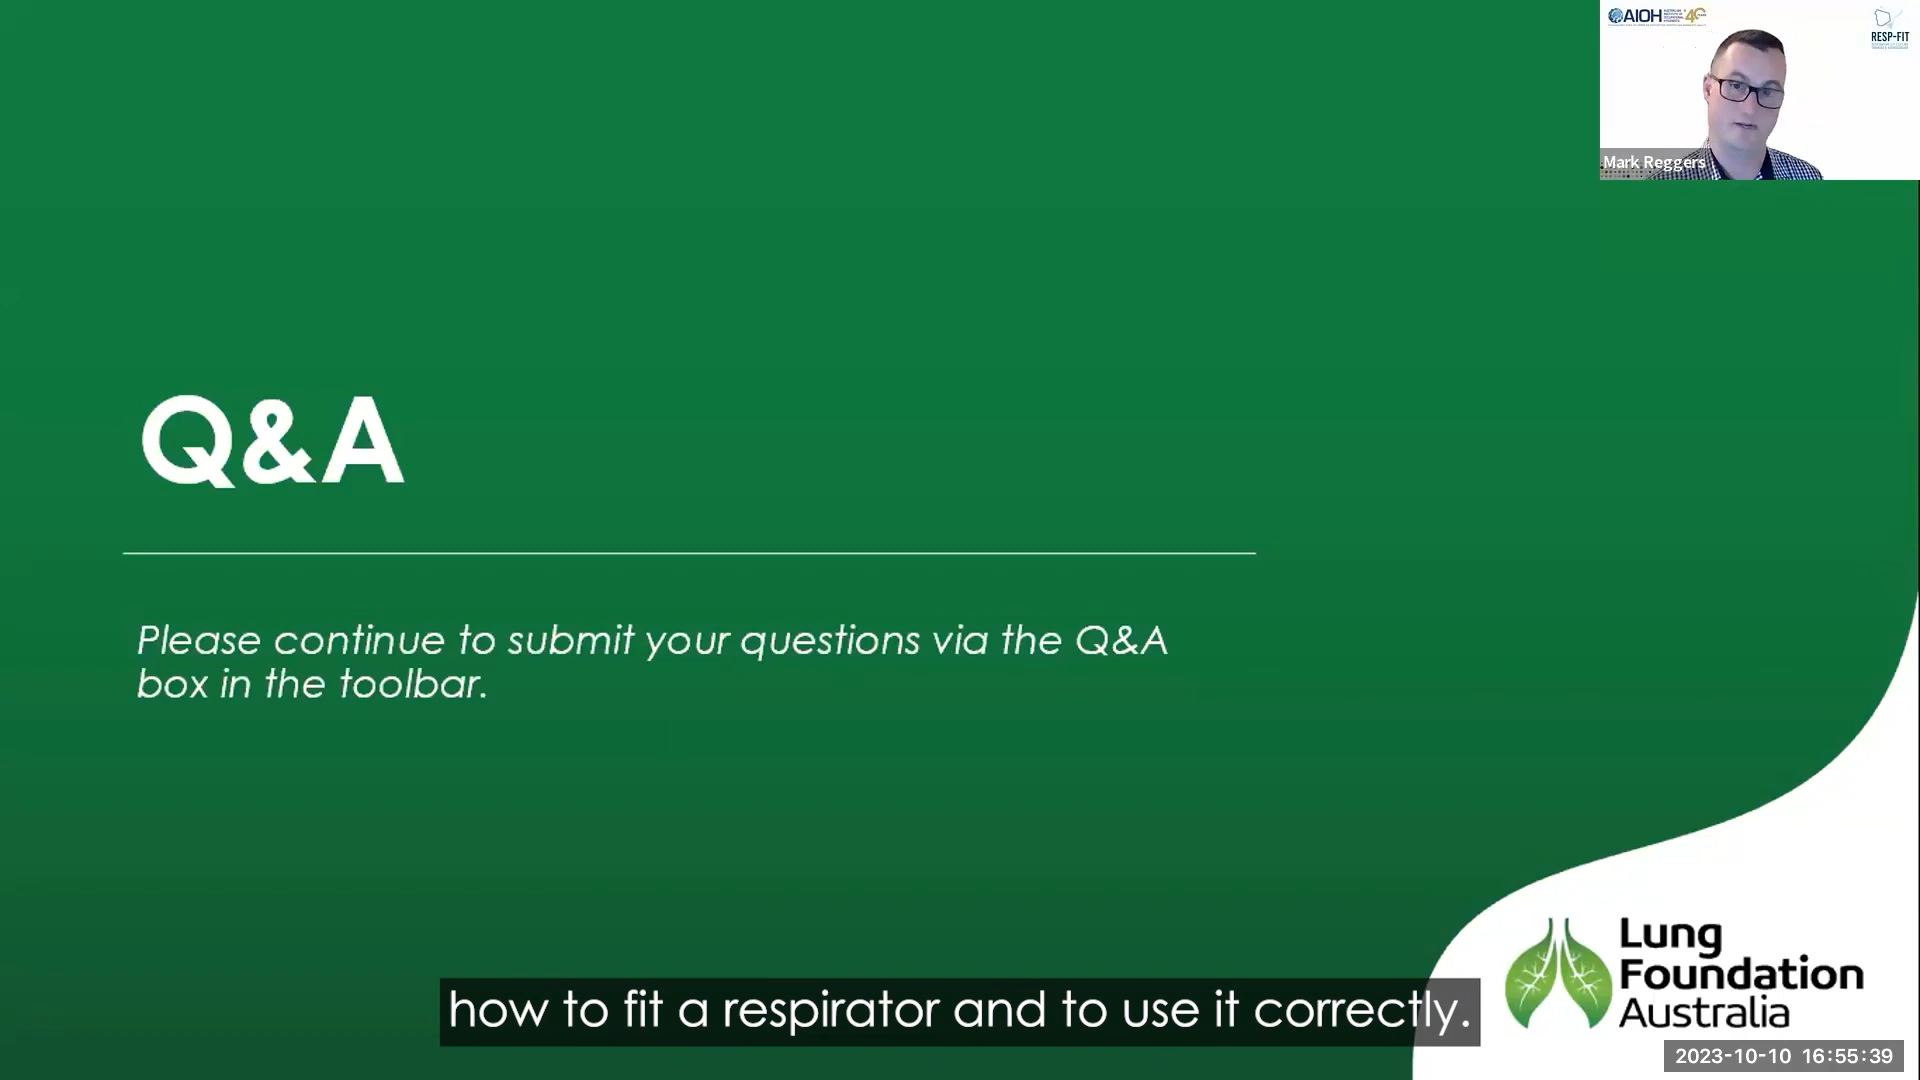 AIOH
40
RESP-FIT
Mark Reggers
Q&A
Please continue to submit your questions via the Q&A
box in the toolbar.
how to fit a respirator and to use it correctly.
Lung
Foundation
Australia
2023-10-10 16:55:39